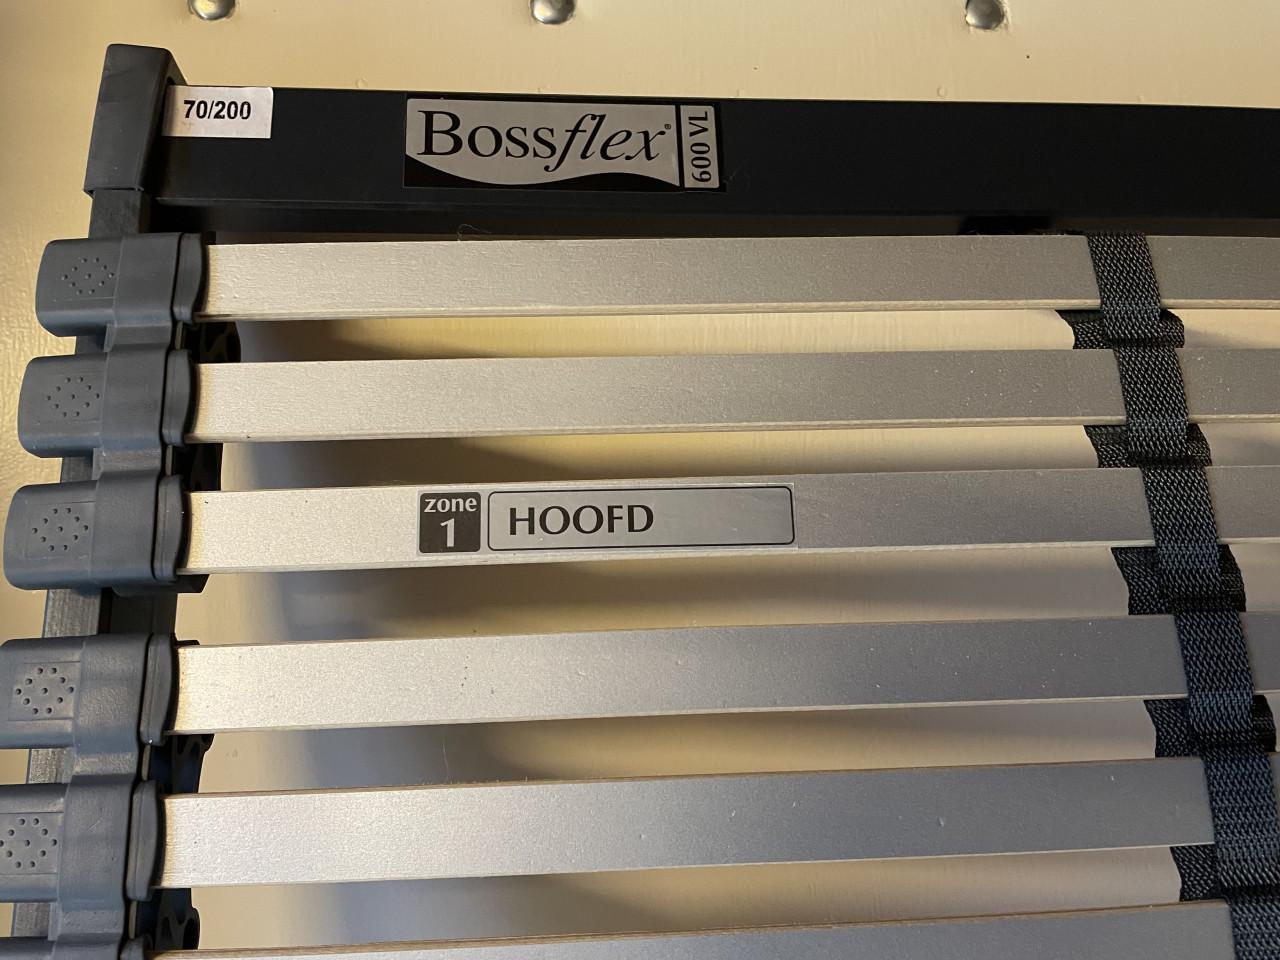 70/200
Bossflex®
600 VL
zone
1
HOOFD